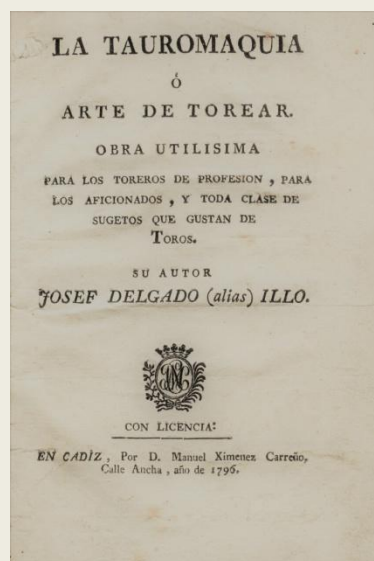 LA TAUROMAQUIA
Ó
ARTE DE TOREAR.
OBRA UTILISIMA
PARA LOS TOREROS DE PROFESION , PARA
LOS AFICIONADOS , Y TODA CLASE DE
SUGETOS QUE GUSTAN DE
TOROS.
SU AUTOR
JOSEF DELGADO (alias) ILLO.
CON LICENCIA:
EN CADIZ , Por D. Manuel Ximenez Carreño,
Calle Ancha , año de 1796.